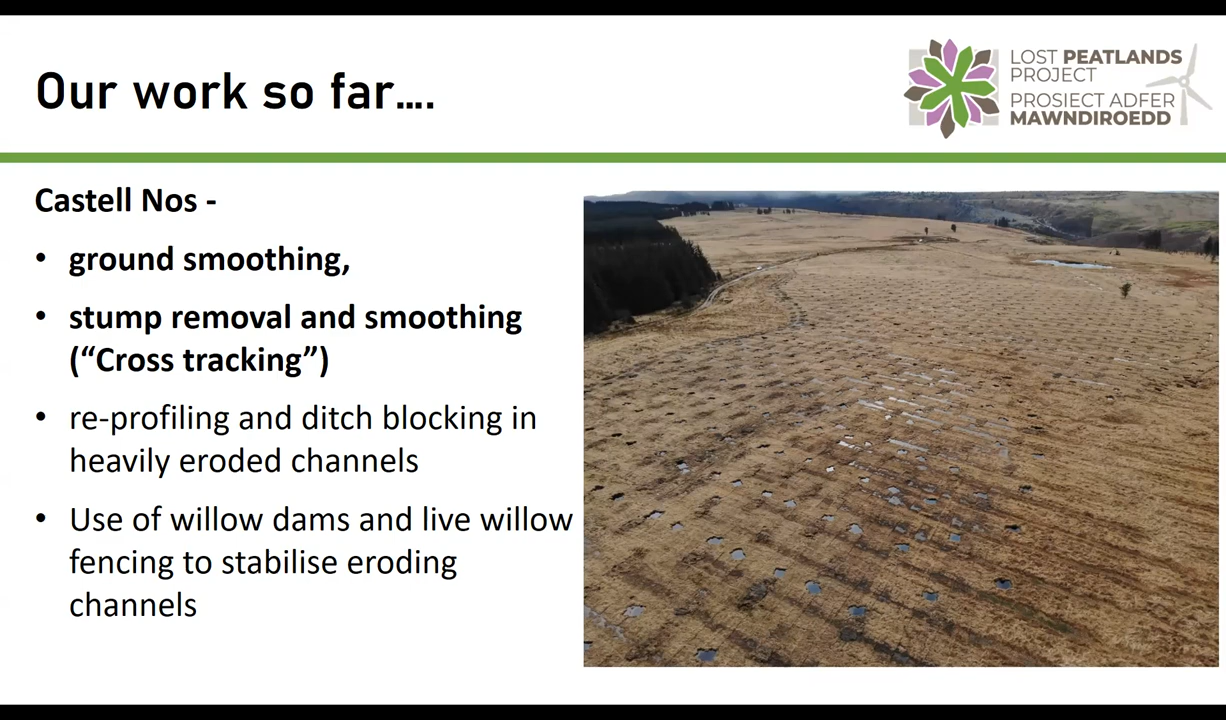 Our work so far....
LOST PEATLANDS
PROJECT
PROSIECT ADFER
MAWNDIROEDD
Castell Nos -
• ground smoothing,
• stump removal and smoothing
(“Cross tracking”)
• re-profiling and ditch blocking in
heavily eroded channels
• Use of willow dams and live willow
fencing to stabilise eroding
channels